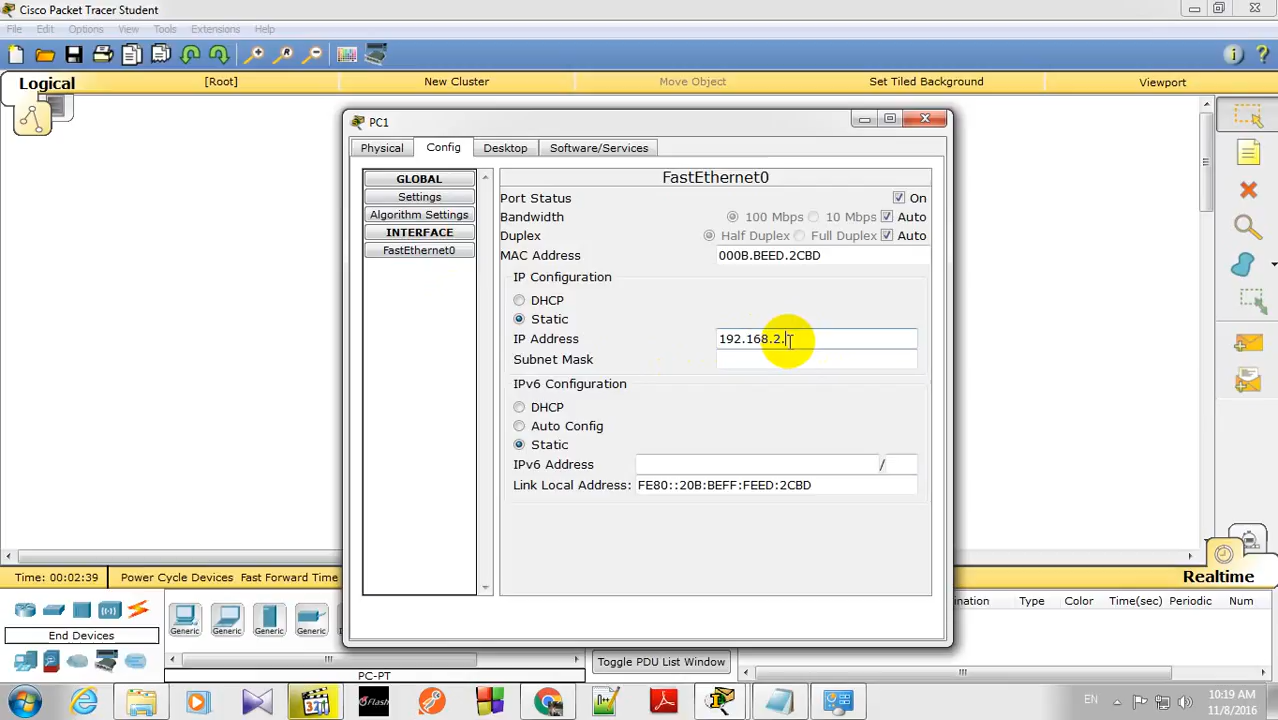 Cisco Packet Tracer Student
File Edit Options View Tools Extensions Help
Logical [Root] New Cluster Move Object Set Tiled Background Viewport
PC1
Physical Config Desktop Software/Services
GLOBAL
Settings
Algorithm Settings
INTERFACE
FastEthernet0
FastEthernet0
Port Status On
Bandwidth 100 Mbps 10 Mbps Auto
Duplex Half Duplex Full Duplex Auto
MAC Address 000B.BEED.2CBD
IP Configuration
DHCP
Static
IP Address 192.168.2.
Subnet Mask
IPv6 Configuration
DHCP
Auto Config
Static
IPv6 Address /
Link Local Address: FE80::20B:BEFF:FEED:2CBD
Time: 00:02:39 Power Cycle Devices Fast Forward Time Realtime
Generic Generic Generic Generic
End Devices
PC-PT
Toggle PDU List Window
ination Type Color Time(sec) Periodic Num
EN
10:19 AM
11/8/2016